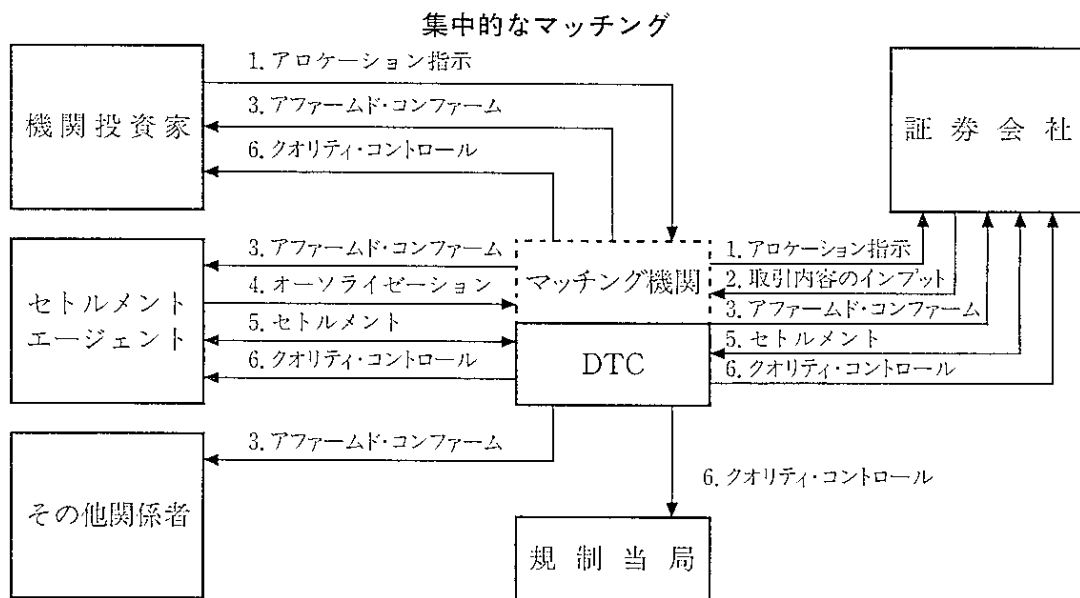 集中的なマッチング
1. アロケーション指示
3. アファームド・コンファーム
6. クオリティ・コントロール
機関投資家
証券会社
3. アファームド・コンファーム
4. オーソライゼーション
5. セトルメント
6. クオリティ・コントロール
セトルメント
エージェント
マッチング機関
DTC
1. アロケーション指示
2. 取引内容のインプット
3. アファームド・コンファーム
5. セトルメント
6. クオリティ・コントロール
3. アファームド・コンファーム
その他関係者
6. クオリティ・コントロール
規制当局